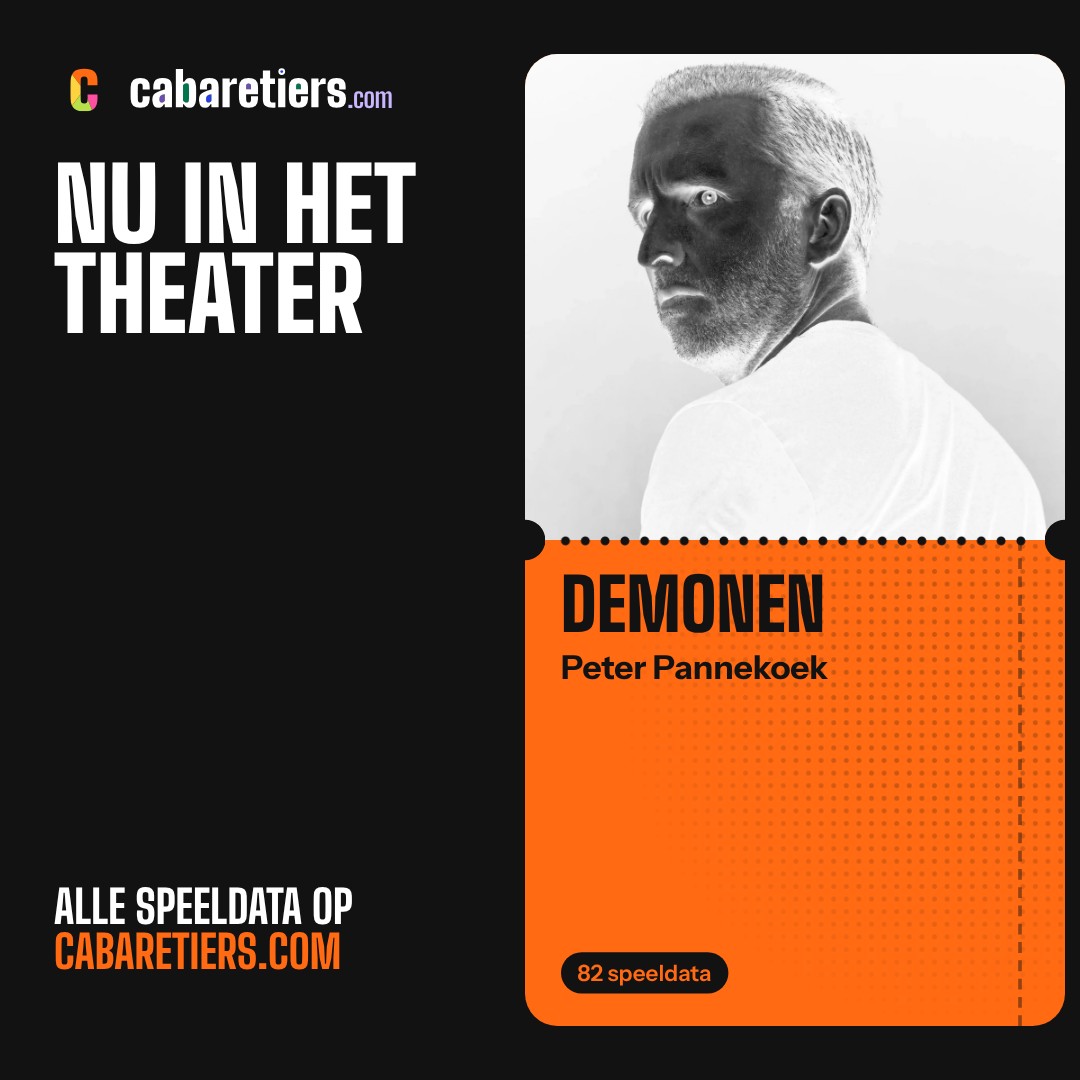 cabaretiers.com
NU IN HET
THEATER
DEMONEN
Peter Pannekoek
82 speeldata
ALLE SPEELDATA OP
CABARETIERS.COM